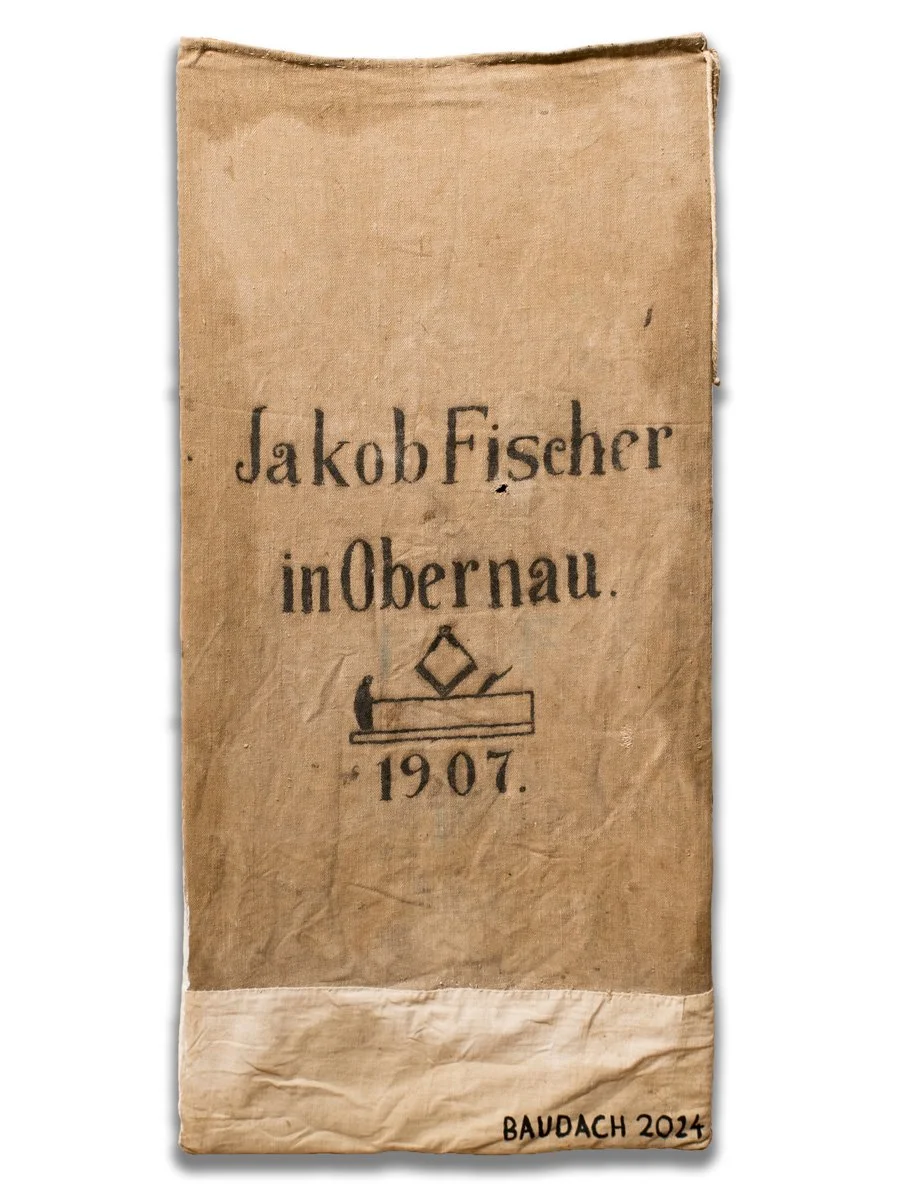 Jakob Fischer
in Obernau.
1907.
BAUDACH 2024